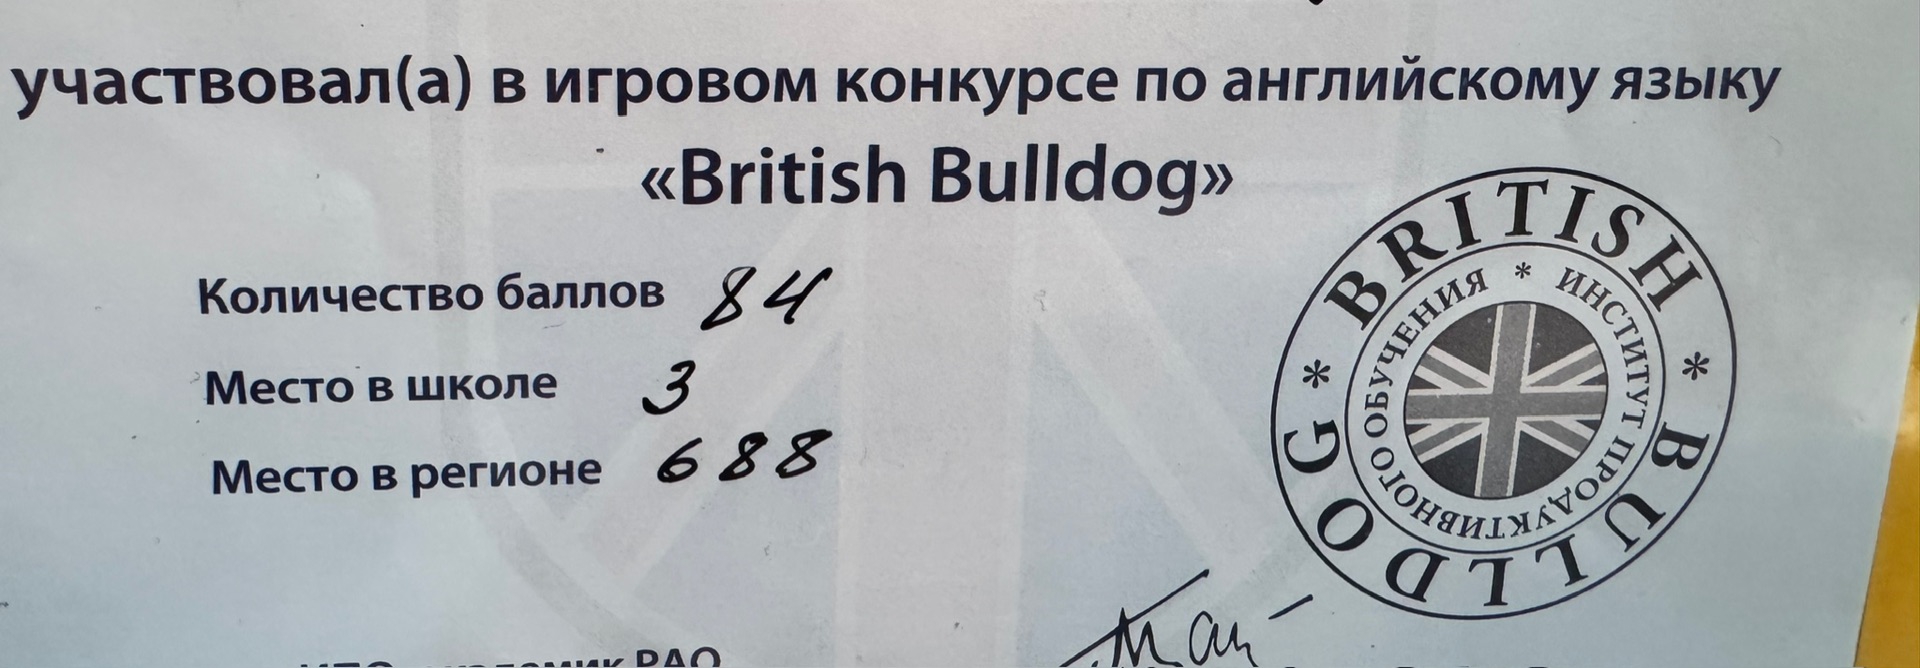 участвовал(а) в игровом конкурсе по английскому языку
«British Bulldog»
Количество баллов 84
Место в школе 3
Место в регионе 688
BRITISH * BULLDOG *
ИНСТИТУТ ПРОДУКТИВНОГО ОБУЧЕНИЯ *
РАО